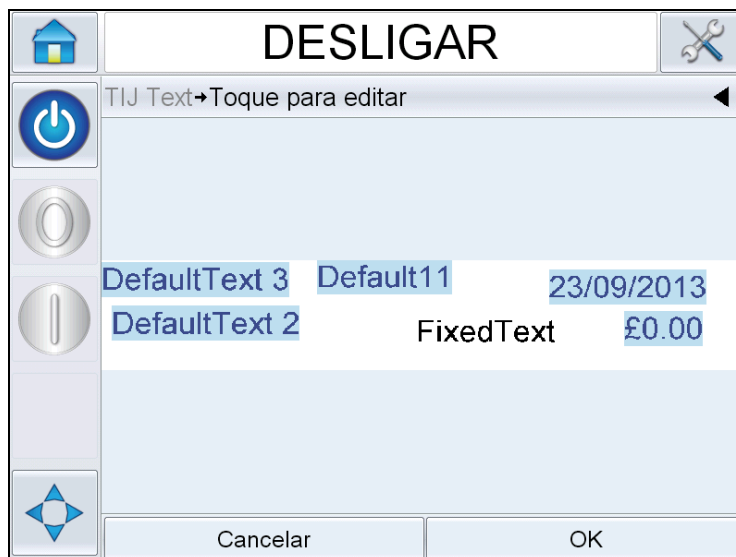 DESLIGAR
TIJ Text→Toque para editar
DefaultText 3 Default11 23/09/2013
DefaultText 2 FixedText £0.00
Cancelar OK